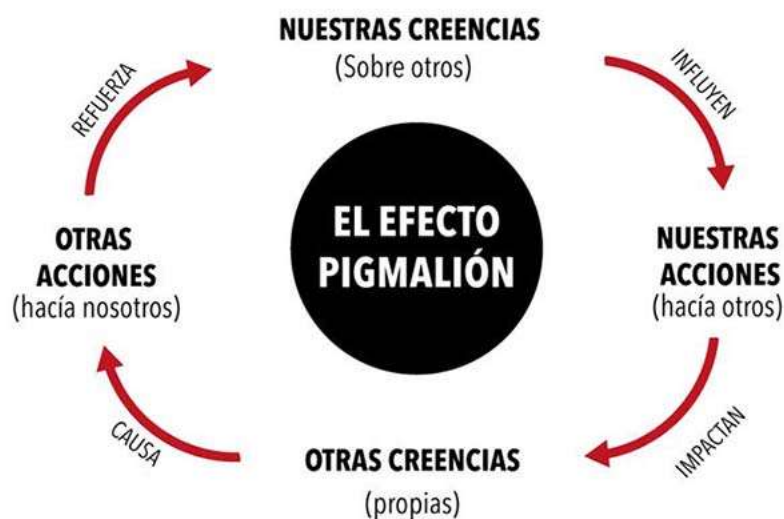 NUESTRAS CREENCIAS
(Sobre otros)
REFUERZA
INFLUYEN
EL EFECTO
PIGMALIÓN
OTRAS
ACCIONES
(hacía nosotros)
NUESTRAS
ACCIONES
(hacía otros)
CAUSA
IMPACTAN
OTRAS CREENCIAS
(propias)